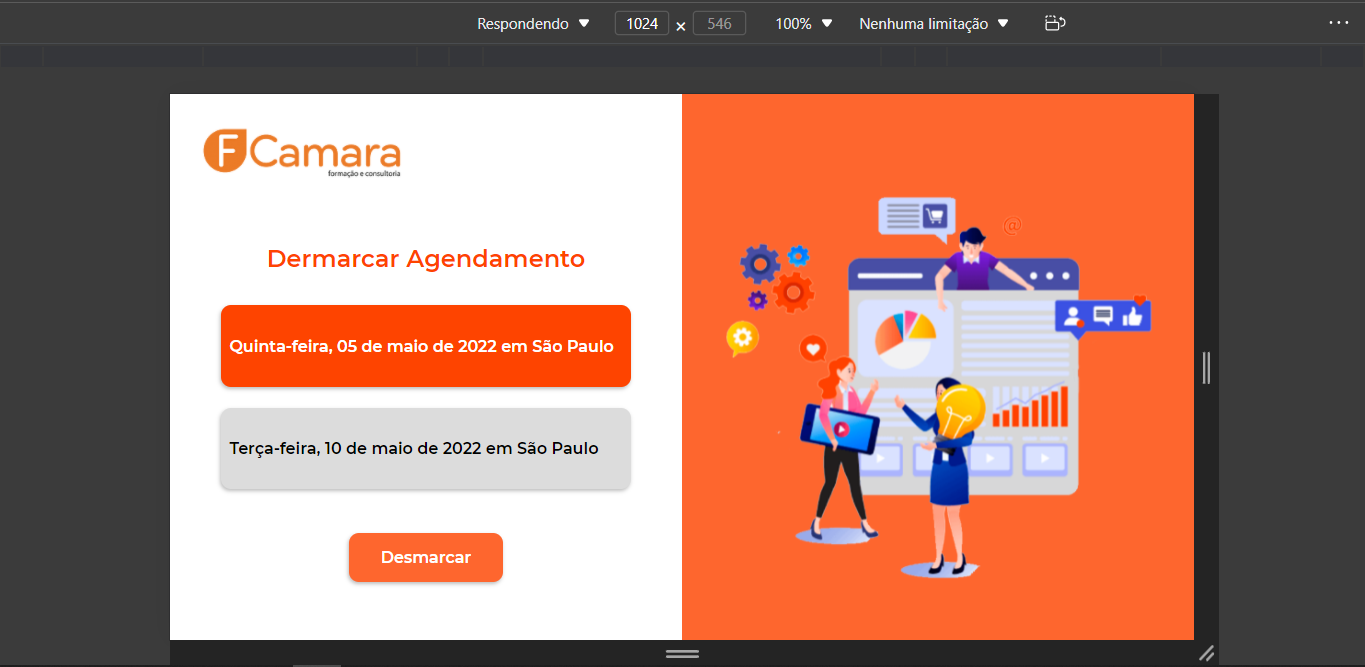 Respondendo 1024 × 546 100% Nenhuma limitação
F Camara
formação e consultoria
Dermarcar Agendamento
Quinta-feira, 05 de maio de 2022 em São Paulo
Terça-feira, 10 de maio de 2022 em São Paulo
Desmarcar
@